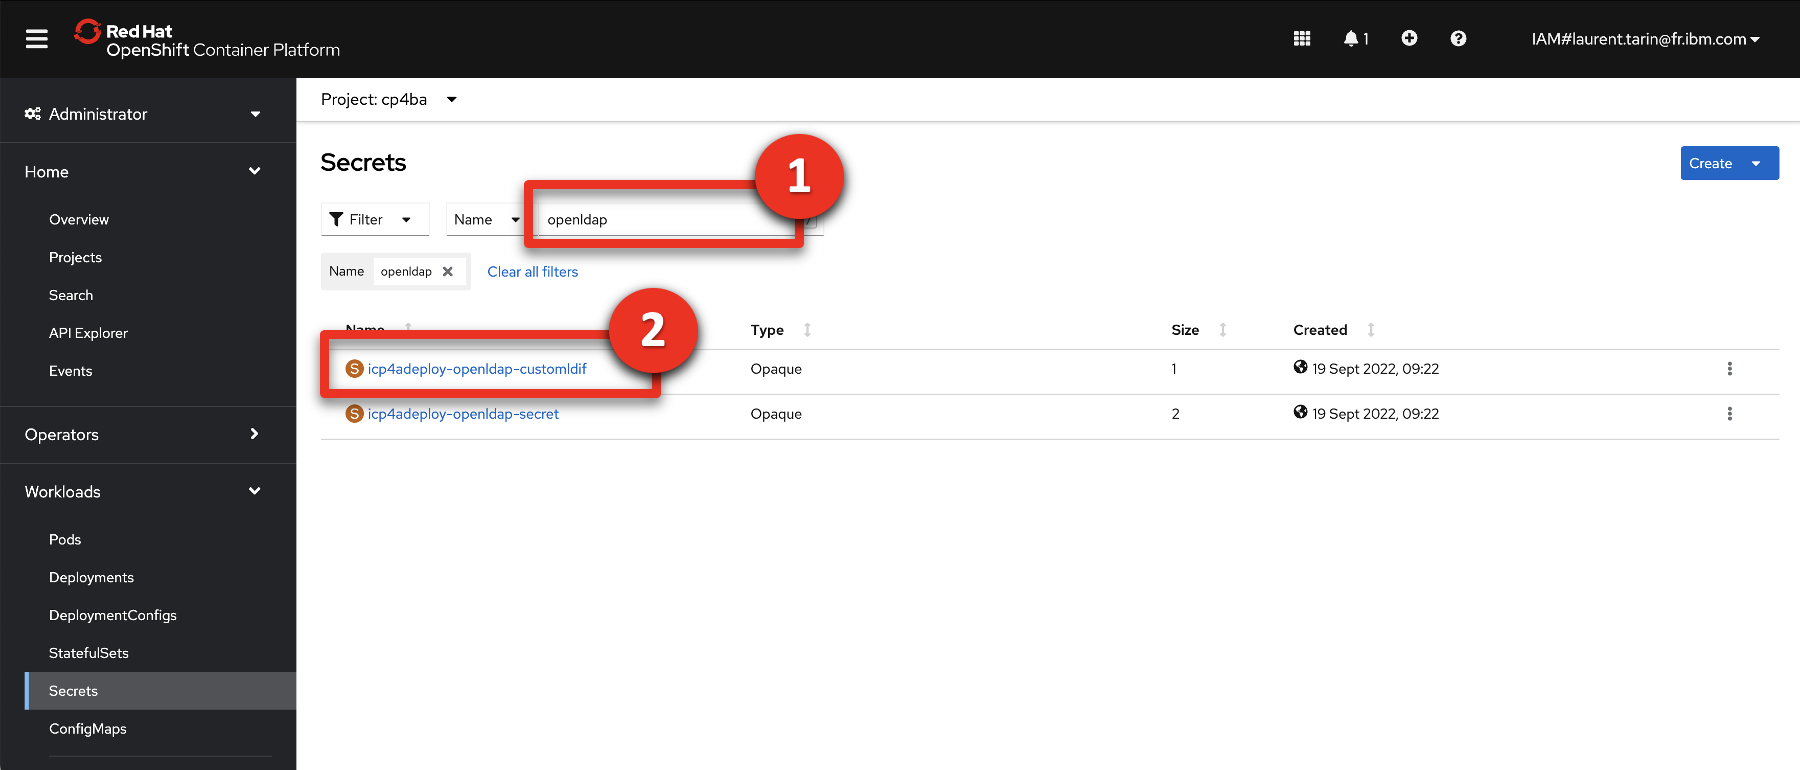 Red Hat
OpenShift Container Platform
1
IAM#laurent.tarin@fr.ibm.com
Administrator
Home
Overview
Projects
Search
API Explorer
Events
Operators
Workloads
Pods
Deployments
DeploymentConfigs
StatefulSets
Secrets
ConfigMaps
Project: cp4ba
Secrets
Create
1
Filter
Name
openldap
Name openldap
Clear all filters
2
Name Type Size Created
S icp4adeploy-openldap-customldif Opaque 1 19 Sept 2022, 09:22
S icp4adeploy-openldap-secret Opaque 2 19 Sept 2022, 09:22